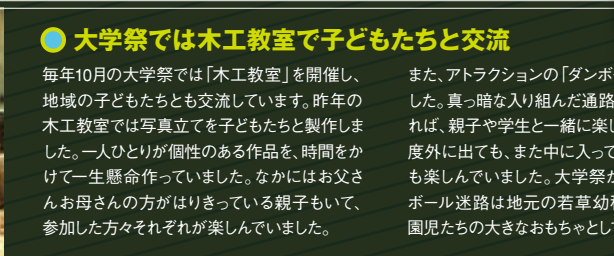 大学祭では木工教室で子どもたちと交流
毎年10月の大学祭では「木工教室」を開催し、
地域の子どもたちとも交流しています。昨年の
木工教室では写真立てを子どもたちと製作しま
した。一人ひとりが個性のある作品を、時間をか
けて一生懸命作っていました。なかにはお父さ
んお母さんの方がはりきっている親子もいて、
参加した方々それぞれが楽しんでいました。
また、アトラクションの「ダンボ
した。真っ暗な入り組んだ通路
れば、親子や学生と一緒に楽し
度外に出ても、また中に入って
も楽しんでいました。大学祭が
ボール迷路は地元の若草幼稚
園児たちの大きなおもちゃとし